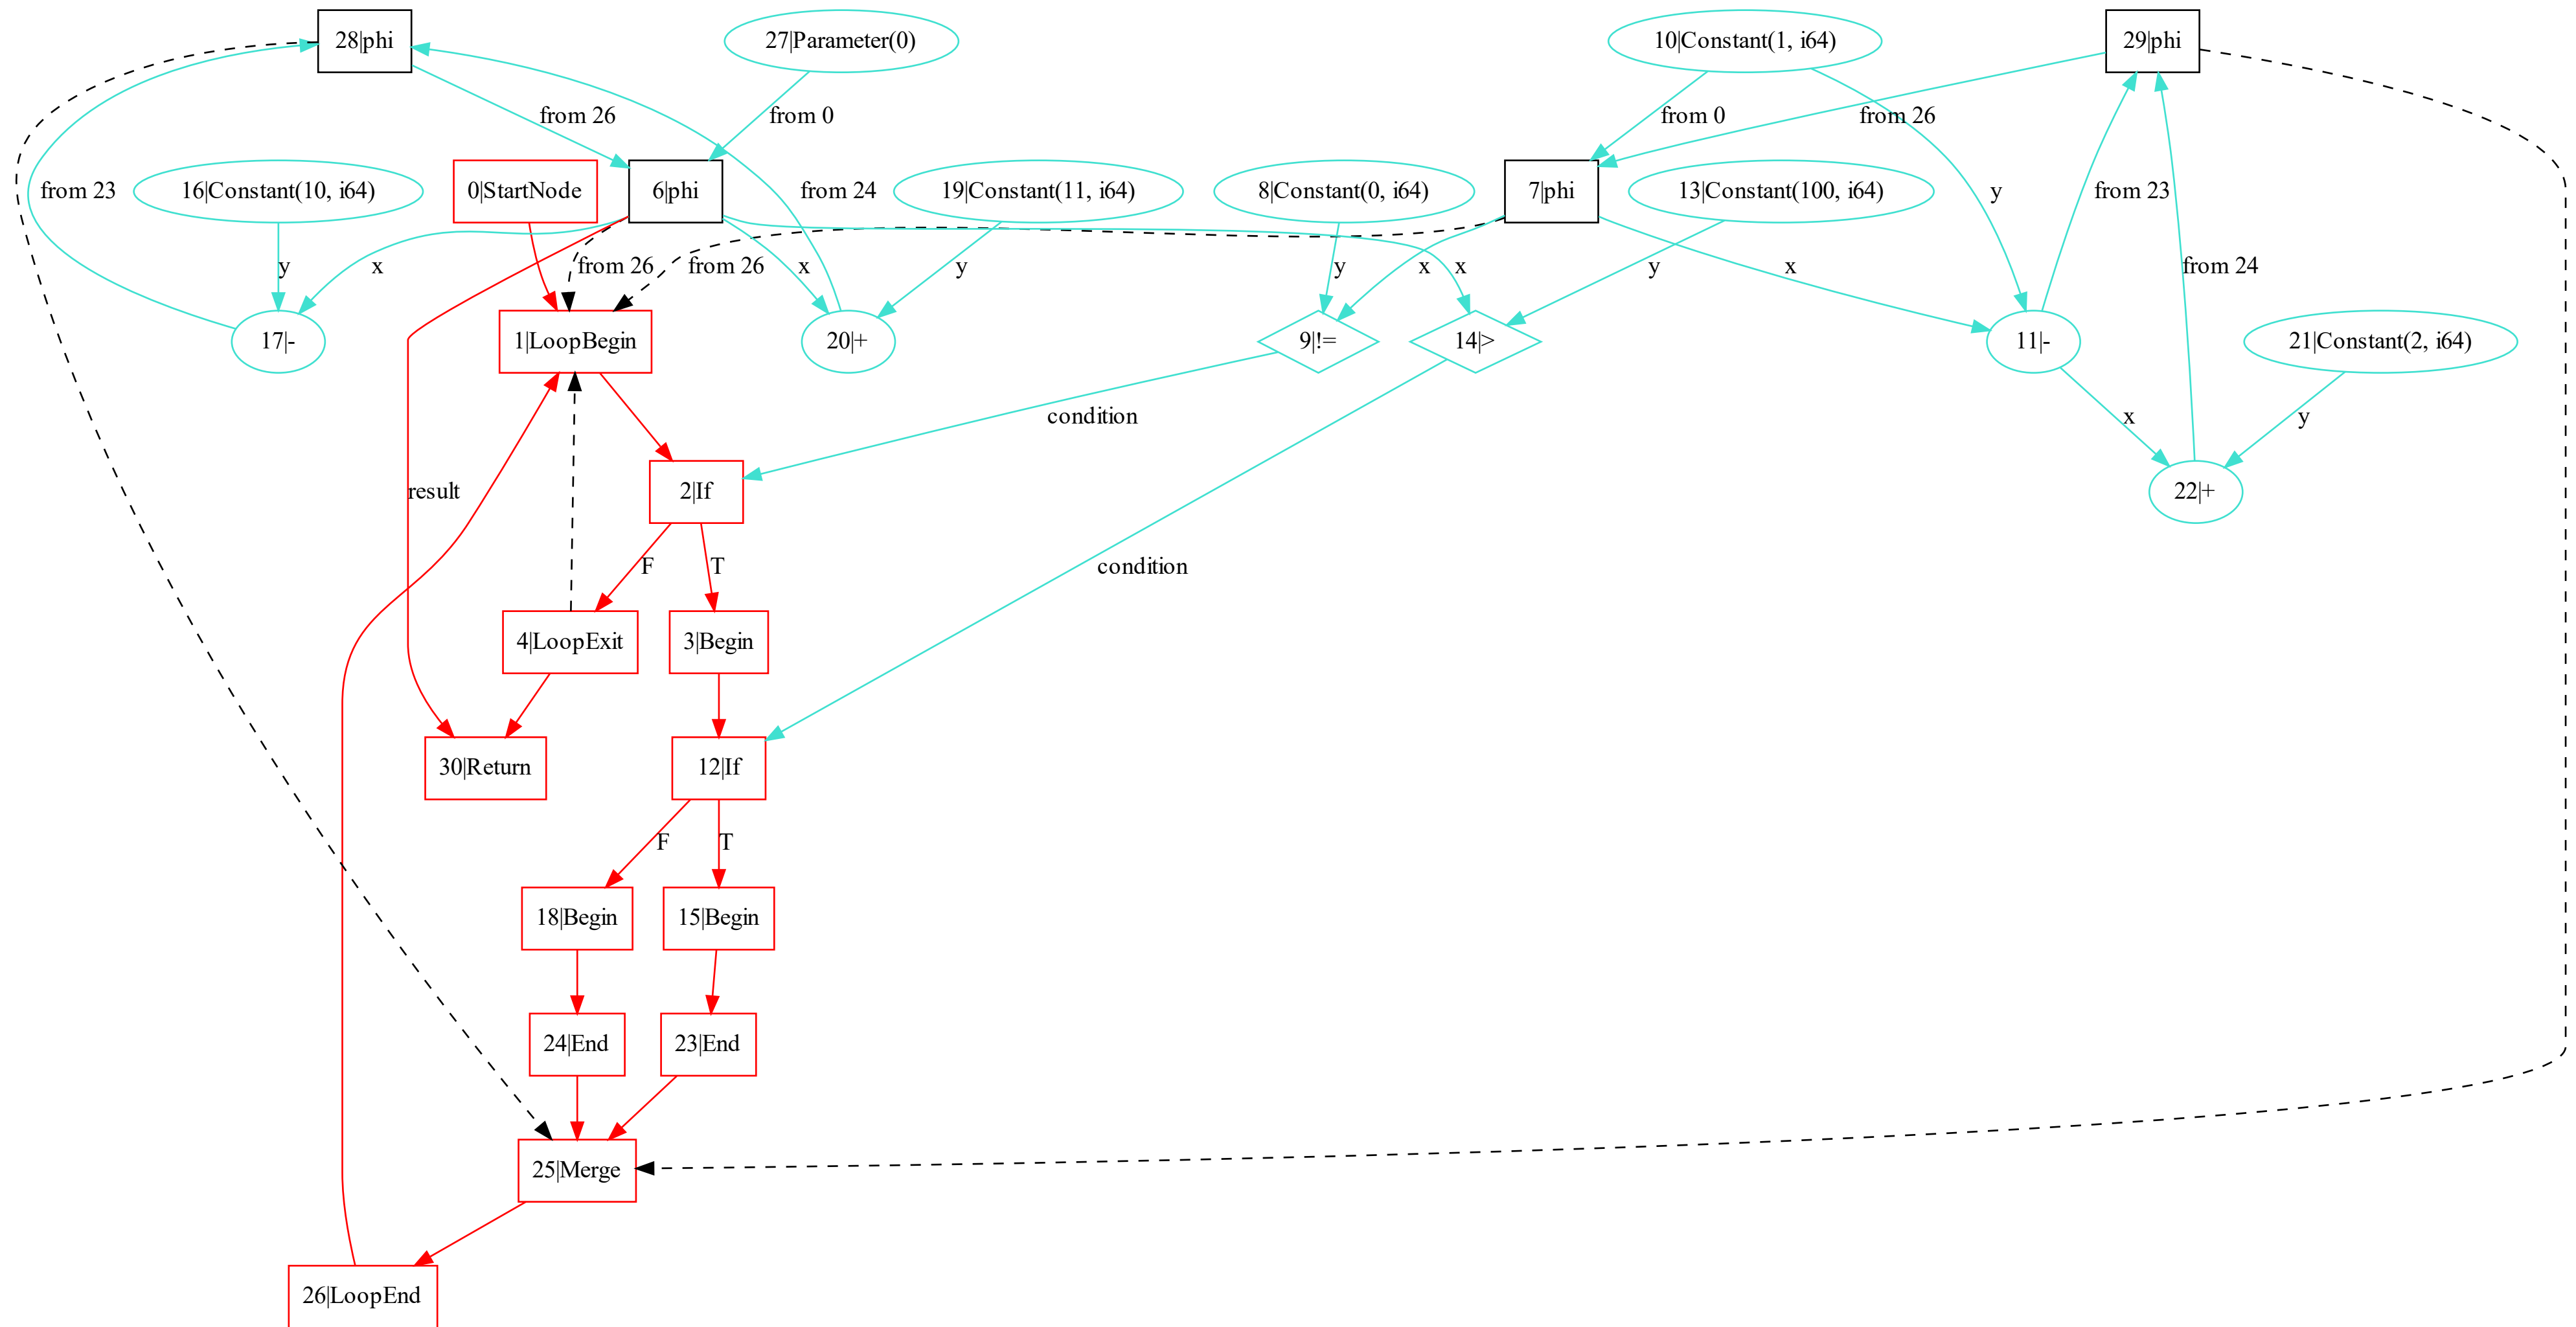 28|phi
27|Parameter(0)
10|Constant(1, i64)
29|phi
from 26
from 0
from 0
from 26
from 23
16|Constant(10, i64)
0|StartNode
6|phi
from 24
19|Constant(11, i64)
8|Constant(0, i64)
7|phi
13|Constant(100, i64)
y
from 23
y
x
from 26
from 26
x
y
y
x
x
y
x
from 24
17|-
1|LoopBegin
20|+
9|!=
14|>
11|-
21|Constant(2, i64)
condition
x
y
result
2|If
22|+
F
T
condition
4|LoopExit
3|Begin
30|Return
12|If
F
T
18|Begin
15|Begin
24|End
23|End
25|Merge
26|LoopEnd